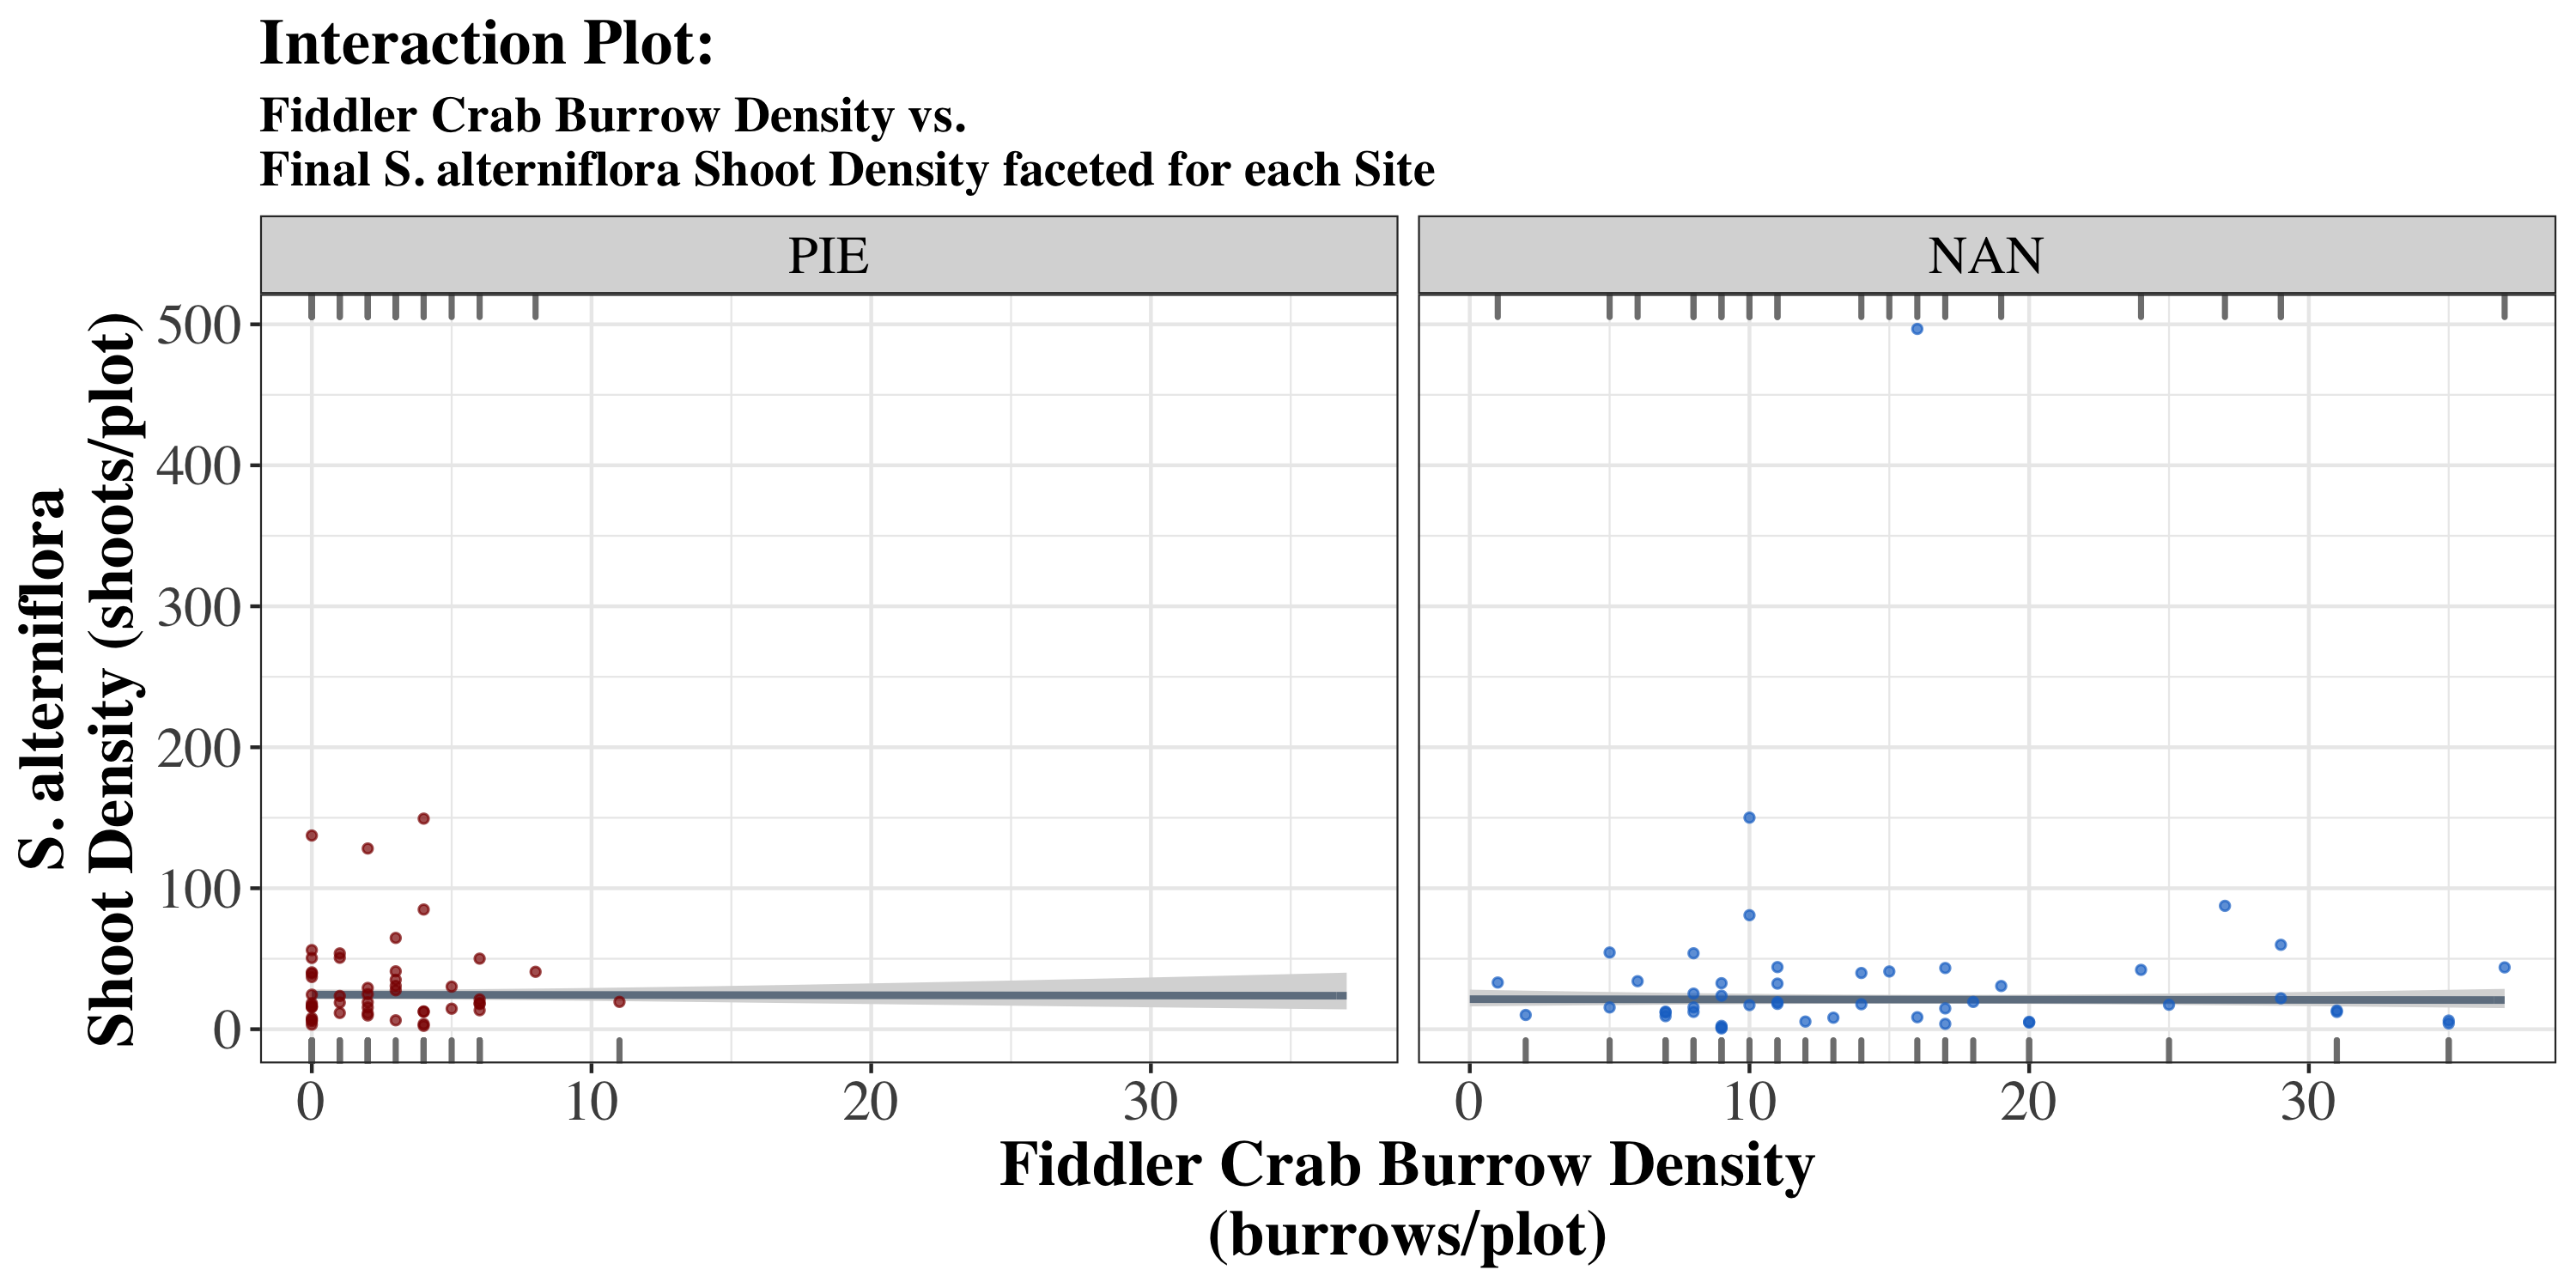 Interaction Plot:
Fiddler Crab Burrow Density vs.
Final S. alterniflora Shoot Density faceted for each Site
PIE
NAN
S. alterniflora
Shoot Density (shoots/plot)
500
400
300
200
100
0
0
10
20
30
0
10
20
30
Fiddler Crab Burrow Density
(burrows/plot)